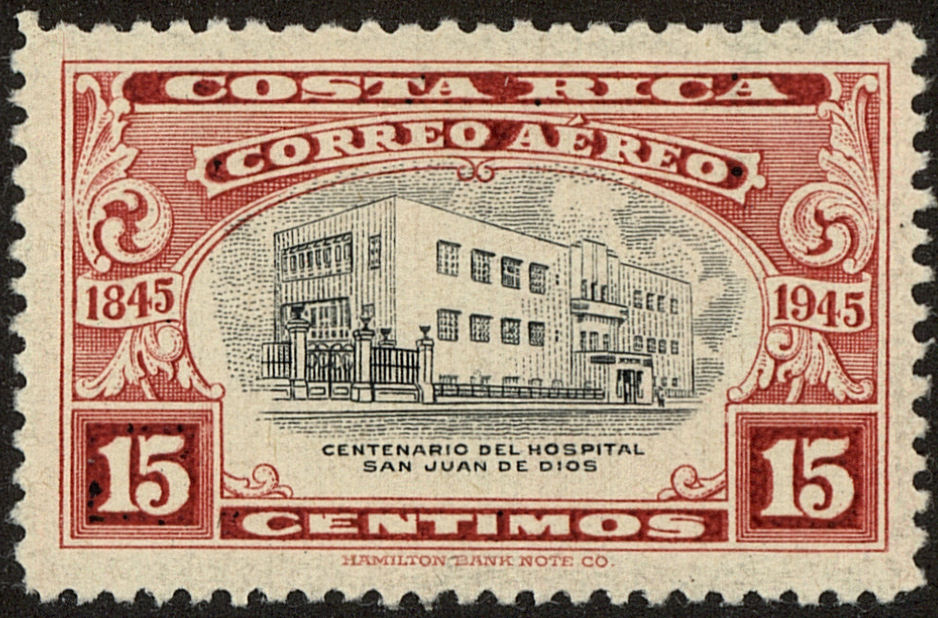 COSTA RICA
CORREO AÉREO
1845
1945
CENTENARIO DEL HOSPITAL
SAN JUAN DE DIOS
15
15
CENTIMOS
HAMILTON BANK NOTE CO.